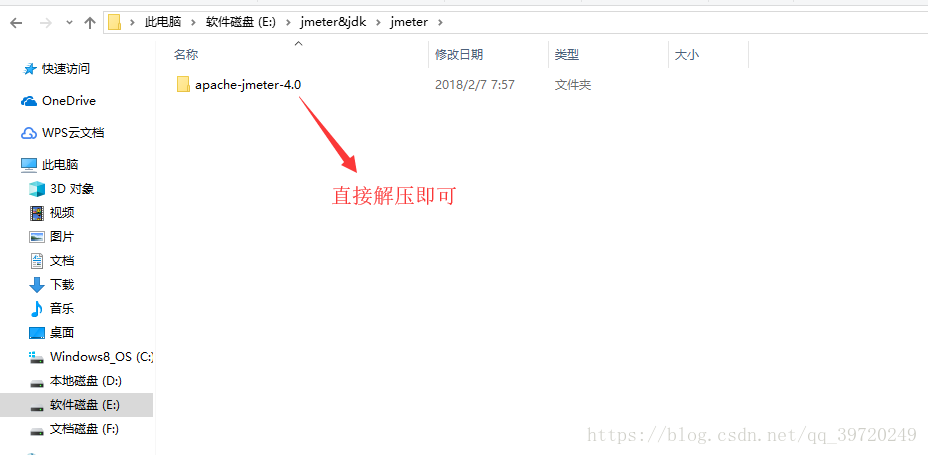 此电脑 > 软件磁盘 (E:) > jmeter&jdk > jmeter >
名称 修改日期 类型 大小
apache-jmeter-4.0 2018/2/7 7:57 文件夹
直接解压即可
快速访问
OneDrive
WPS云文档
此电脑
3D 对象
视频
图片
文档
下载
音乐
桌面
Windows8_OS (C:)
本地磁盘 (D:)
软件磁盘 (E:)
文档磁盘 (F:)
https://blog.csdn.net/qq_39720249